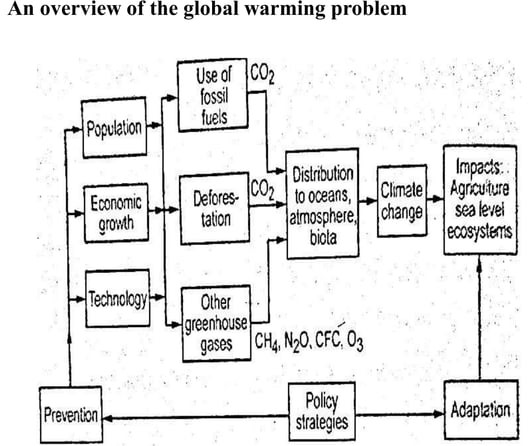 An overview of the global warming problem
Use of
fossil
fuels
CO2
Population
Economic
growth
Defores-
tation
CO2
Technology
Other
greenhouse
gases
CH4, N2O, CFC, O3
Distribution
to oceans,
atmosphere,
biota
Climate
change
Impacts:
Agriculture
sea level
ecosystems
Prevention
Policy
strategies
Adaptation